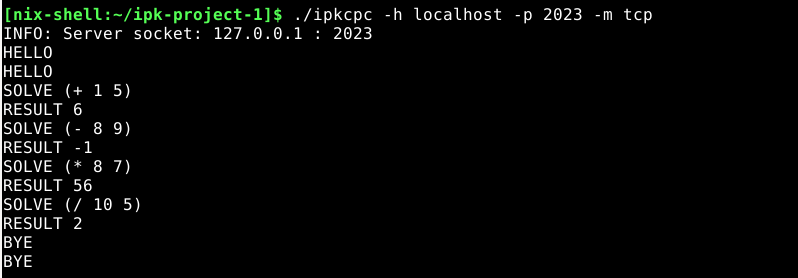 [nix-shell:~/ipk-project-1]$ ./ipkcpc -h localhost -p 2023 -m tcp
INFO: Server socket: 127.0.0.1 : 2023
HELLO
HELLO
SOLVE (+ 1 5)
RESULT 6
SOLVE (- 8 9)
RESULT -1
SOLVE (* 8 7)
RESULT 56
SOLVE (/ 10 5)
RESULT 2
BYE
BYE